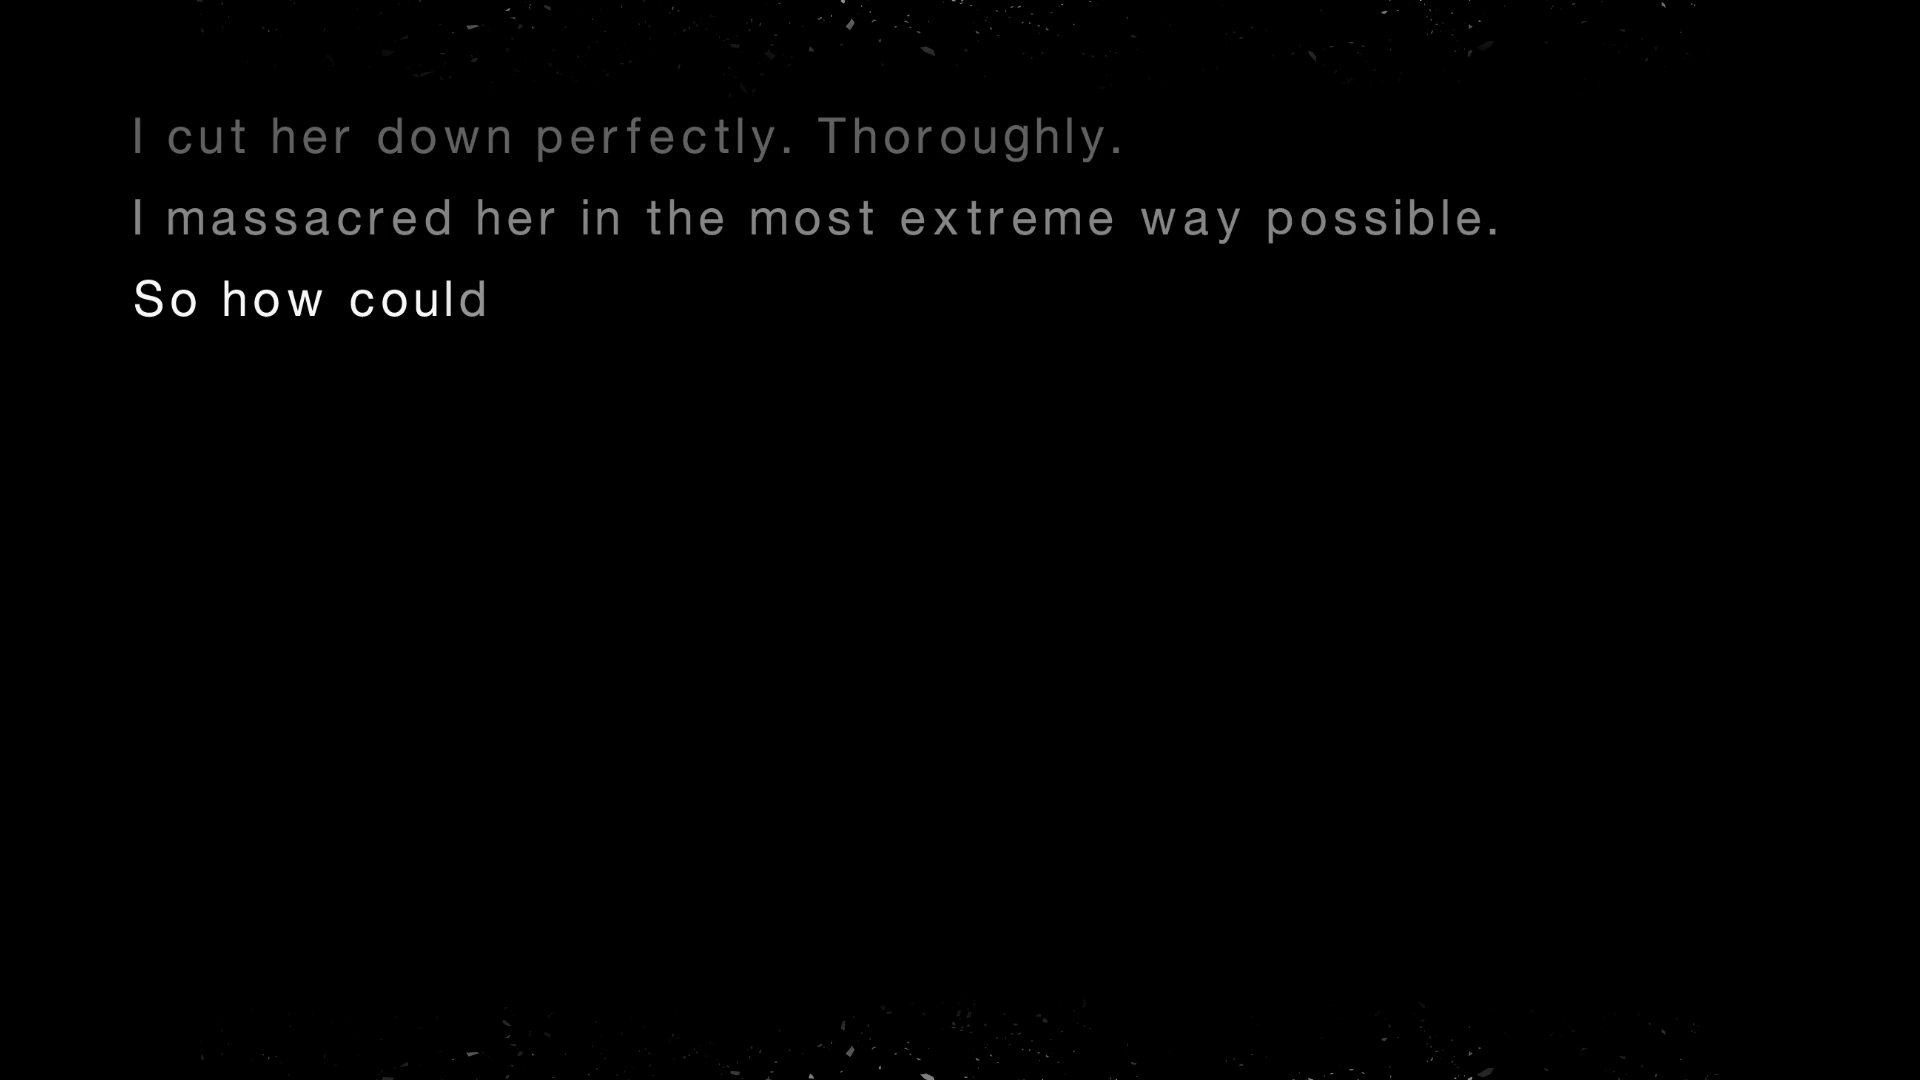 I cut her down perfectly. Thoroughly.
I massacred her in the most extreme way possible.
So how could